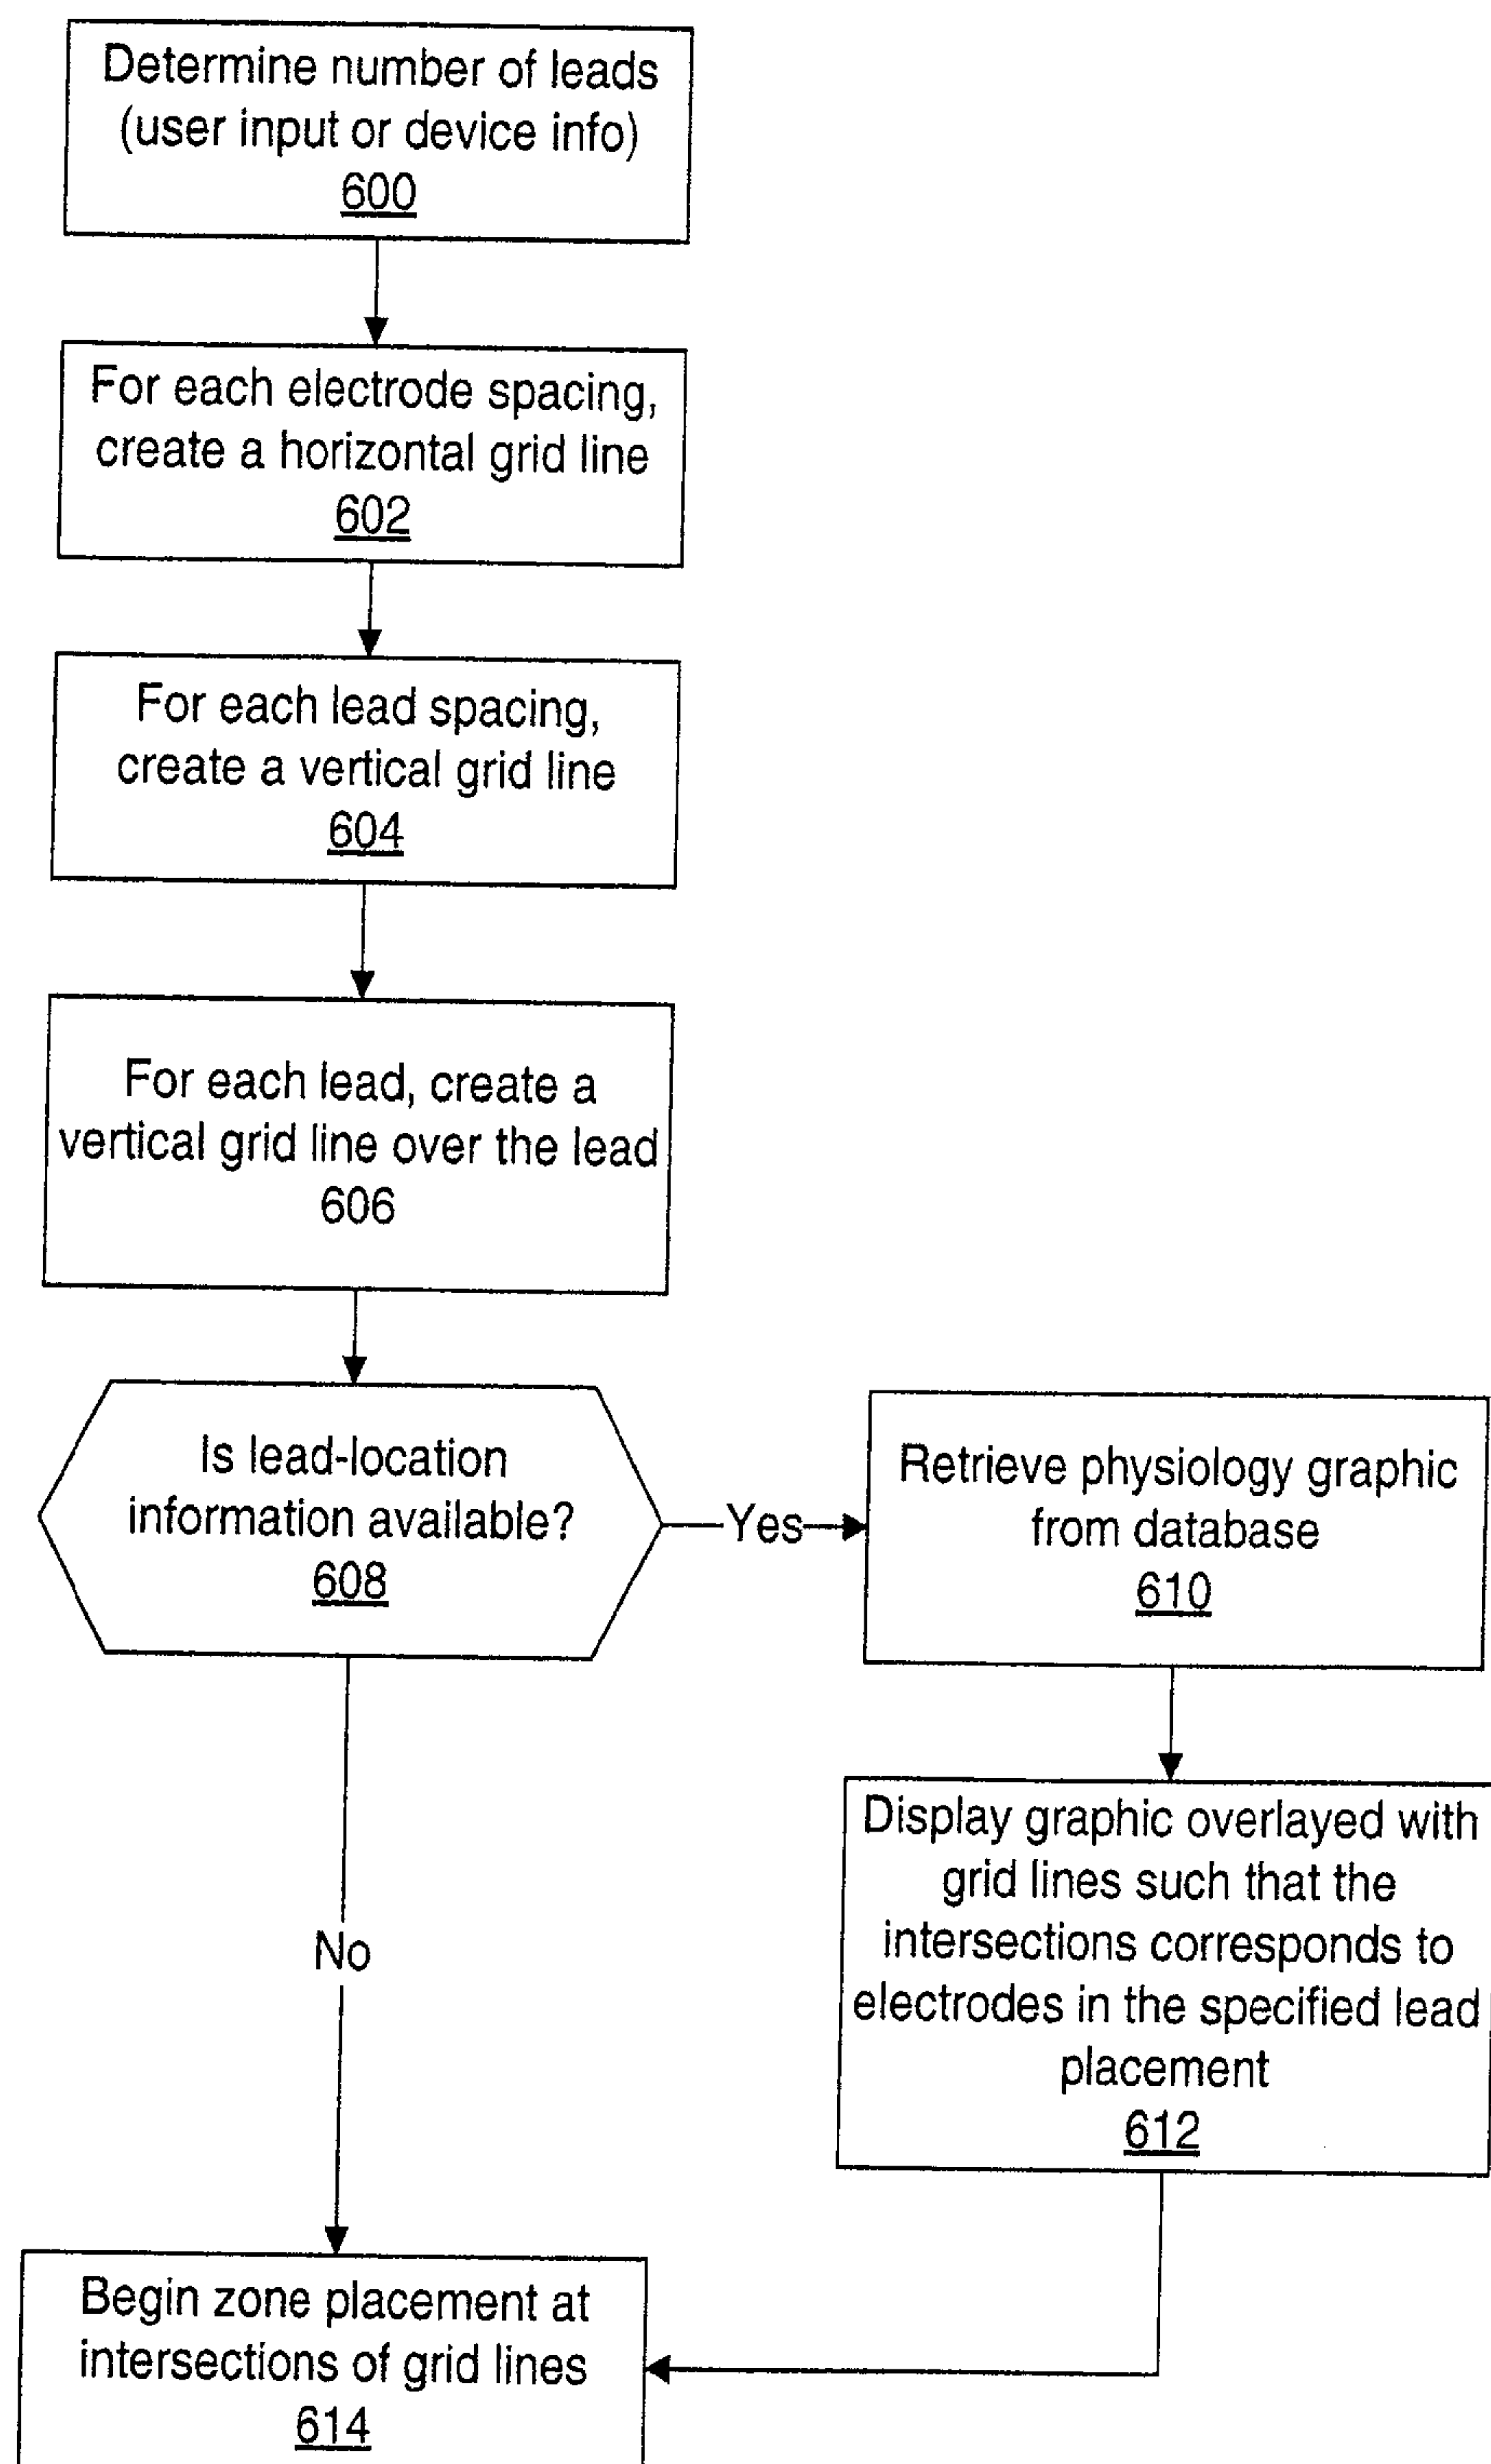 Determine number of leads
(user input or device info)
600
For each electrode spacing,
create a horizontal grid line
602
For each lead spacing,
create a vertical grid line
604
For each lead, create a
vertical grid line over the lead
606
Is lead-location
information available?
608
Yes
Retrieve physiology graphic
from database
610
Display graphic overlayed with
grid lines such that the
intersections corresponds to
electrodes in the specified lead
placement
612
No
Begin zone placement at
intersections of grid lines
614